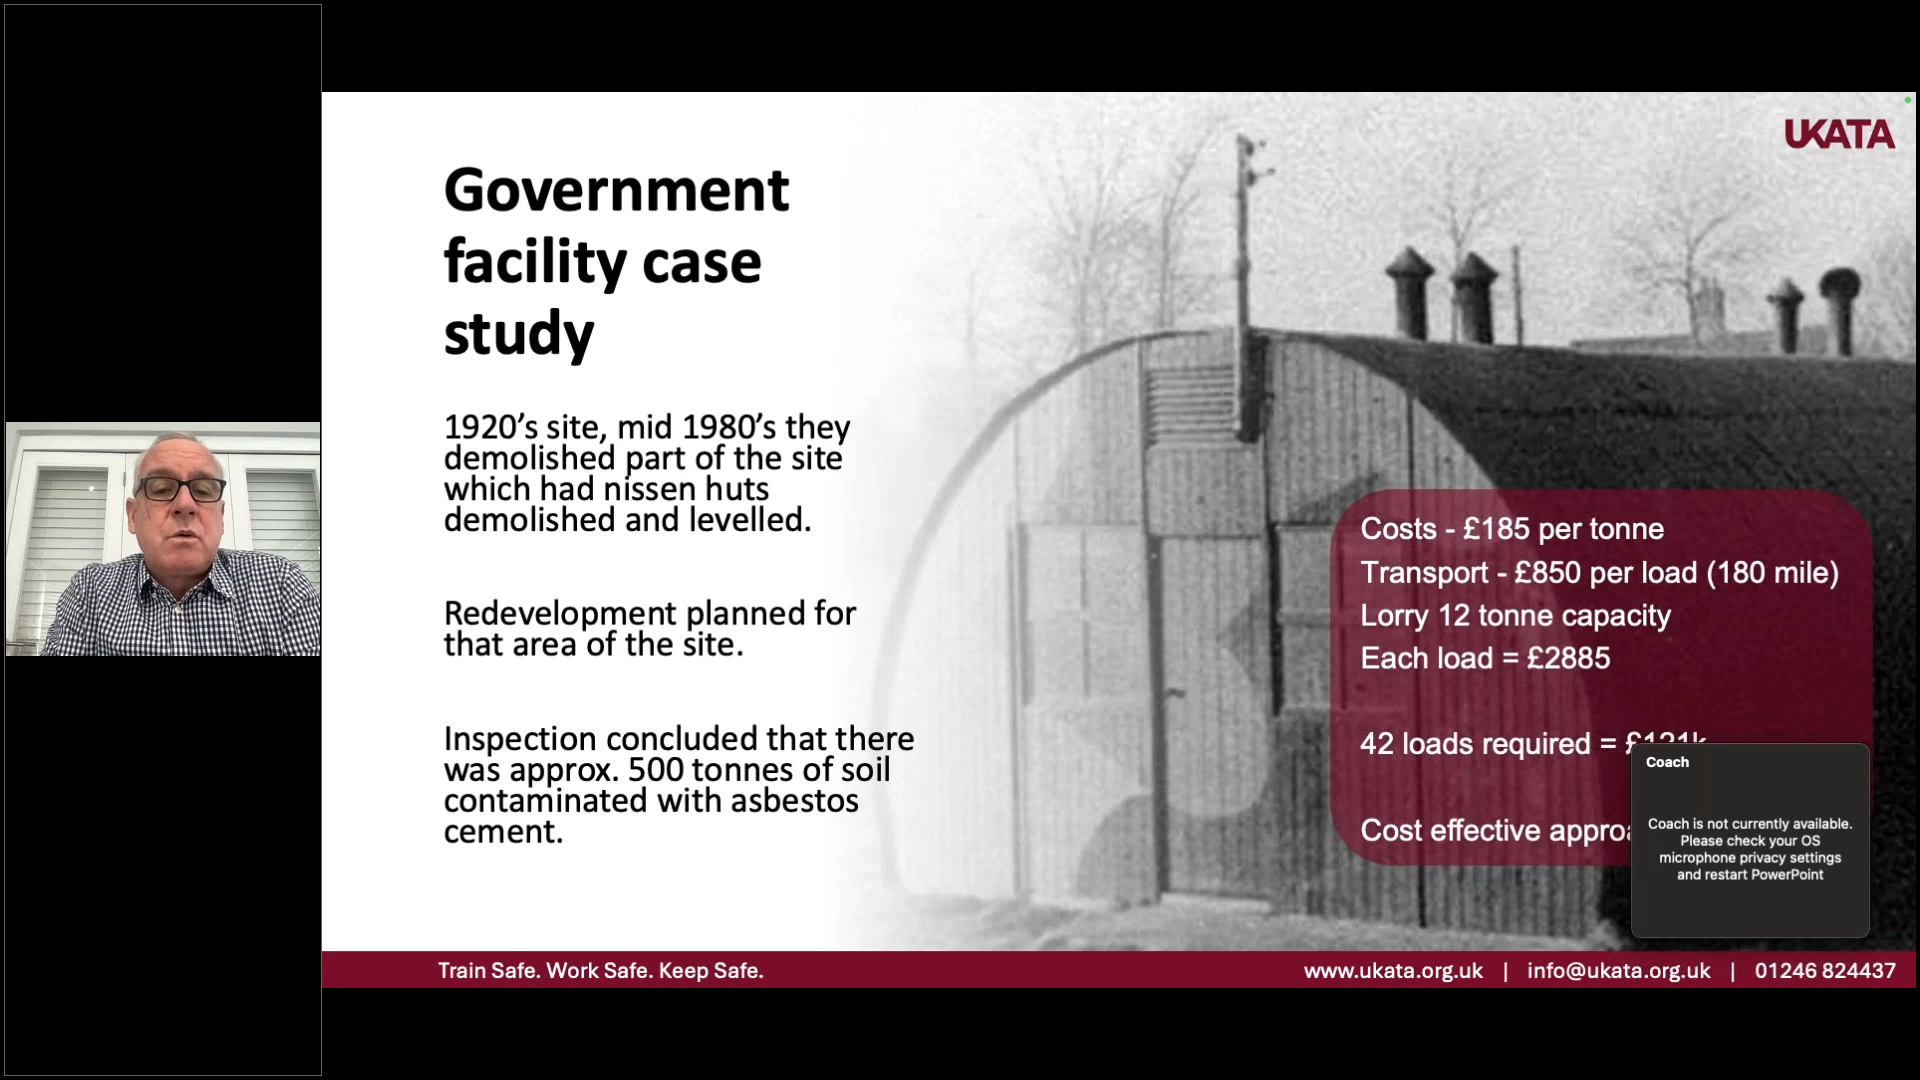 UKATA
Government
facility case
study
1920’s site, mid 1980’s they
demolished part of the site
which had nissen huts
demolished and levelled.
Redevelopment planned for
that area of the site.
Inspection concluded that there
was approx. 500 tonnes of soil
contaminated with asbestos
cement.
Costs - £185 per tonne
Transport - £850 per load (180 mile)
Lorry 12 tonne capacity
Each load = £2885
42 loads required = £121k
Cost effective
Coach
Coach is not currently available.
Please check your OS
microphone privacy settings
and restart PowerPoint
Train Safe. Work Safe. Keep Safe.
www.ukata.org.uk | info@ukata.org.uk | 01246 824437